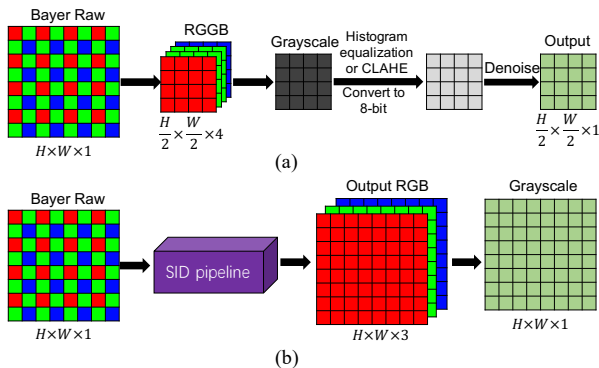 Bayer Raw
RGGB
Grayscale
Histogram
equalization
or CLAHE
Convert to
8-bit
Denoise
Output
H×W×1
H/2 × W/2 ×4
H/2 × W/2 ×1
(a)
Bayer Raw
SID pipeline
Output RGB
Grayscale
H×W×1
H×W×3
H×W×1
(b)